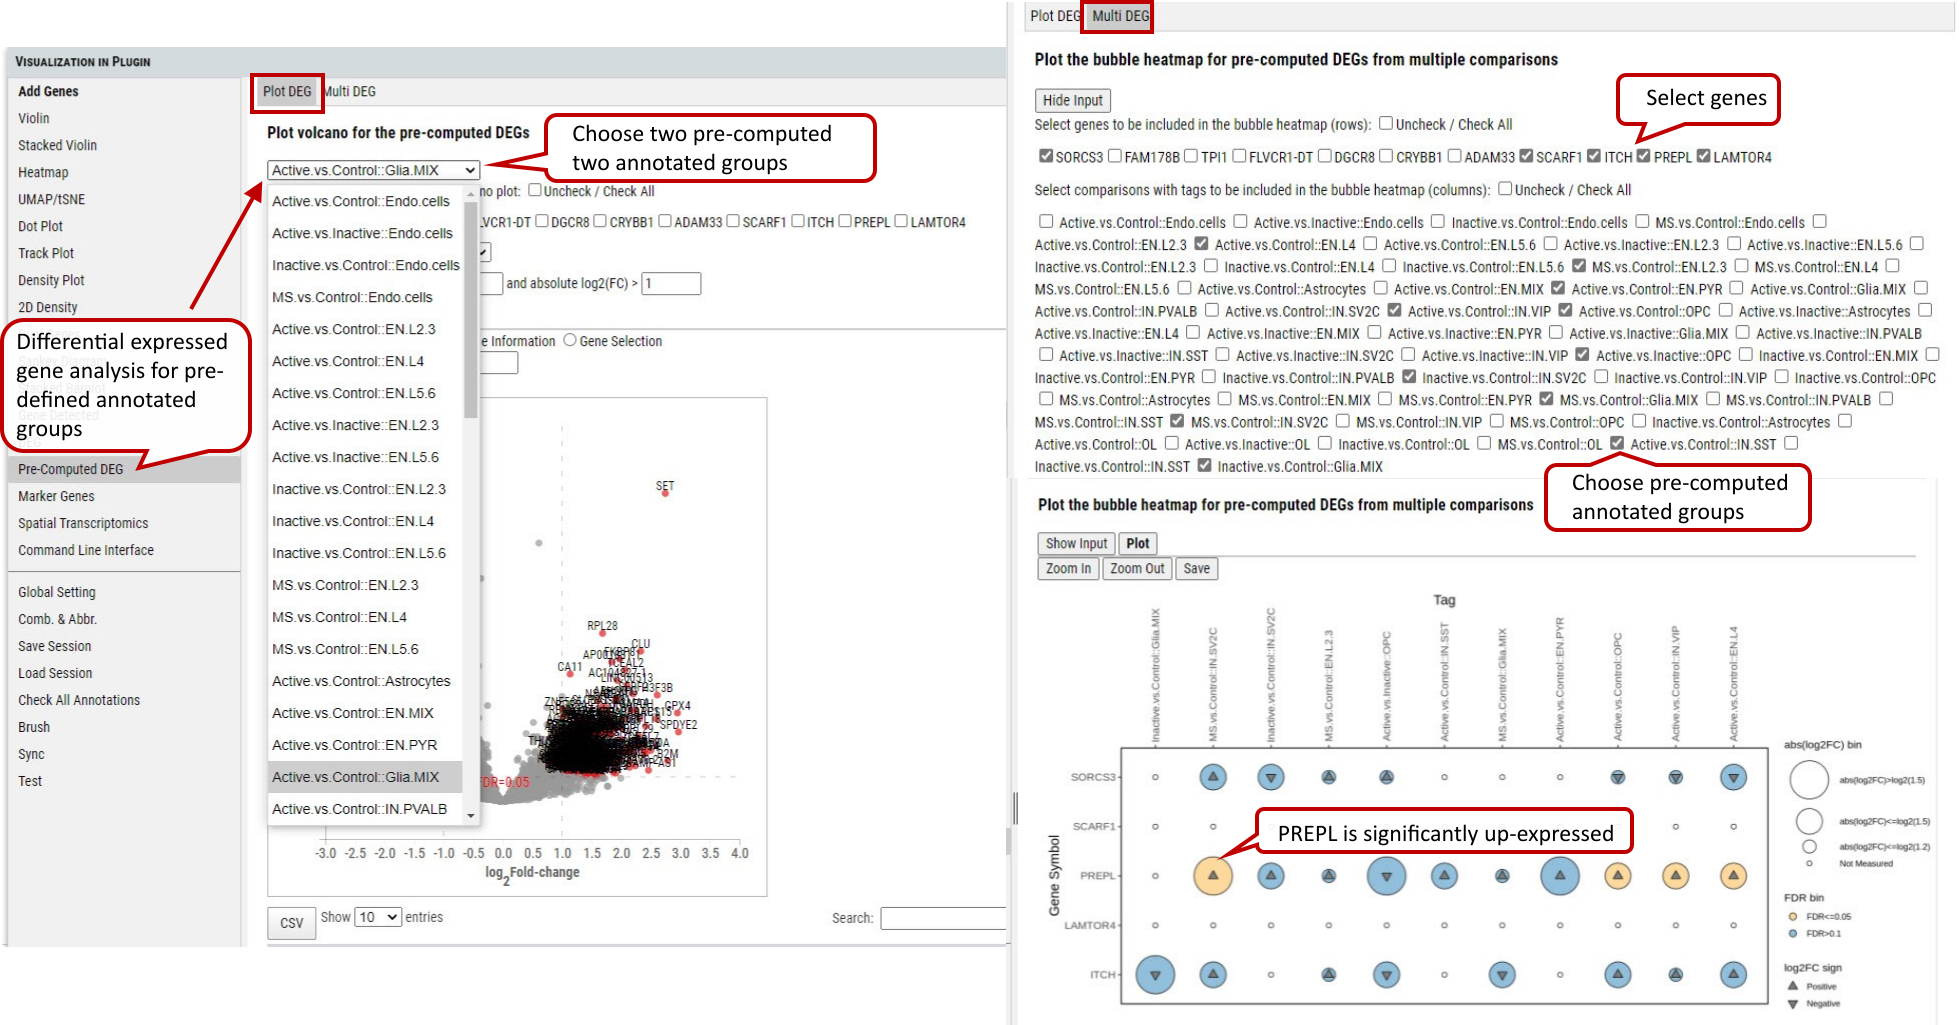 VISUALIZATION IN PLUGIN
Add Genes
Violin
Stacked Violin
Heatmap
UMAP/tSNE
Dot Plot
Track Plot
Density Plot
2D Density
Differential expressed
gene analysis for pre-
defined annotated
groups
Pre-Computed DEG
Marker Genes
Spatial Transcriptomics
Command Line Interface
Global Setting
Comb. & Abbr.
Save Session
Load Session
Check All Annotations
Brush
Sync
Test
Plot DEG Multi DEG
Plot volcano for the pre-computed DEGs
Choose two pre-computed
two annotated groups
Active.vs.Control::Glia.MIX
no plot: Uncheck / Check All
LVCR1-DT DGCR8 CRYBB1 ADAM33 SCARF1 ITCH PREPL LAMTOR4
and absolute log2(FC) > 1
e Information Gene Selection
Active.vs.Control::Endo.cells
Active.vs.Inactive::Endo.cells
Inactive.vs.Control::Endo.cells
MS.vs.Control::Endo.cells
Active.vs.Control::EN.L2.3
Active.vs.Control::EN.L4
Active.vs.Control::EN.L5.6
Active.vs.Inactive::EN.L2.3
Active.vs.Inactive::EN.L5.6
Inactive.vs.Control::EN.L2.3
Inactive.vs.Control::EN.L4
Inactive.vs.Control::EN.L5.6
MS.vs.Control::EN.L2.3
MS.vs.Control::EN.L4
MS.vs.Control::EN.L5.6
Active.vs.Control::Astrocytes
Active.vs.Control::EN.MIX
Active.vs.Control::EN.PYR
Active.vs.Control::Glia.MIX
Active.vs.Control::IN.PVALB
SET
RPL28
CLU
CA11
GPX4
SPDYE2
FDR=0.05
-3.0 -2.5 -2.0 -1.5 -1.0 -0.5 0.0 0.5 1.0 1.5 2.0 2.5 3.0 3.5 4.0
log2Fold-change
CSV Show 10 entries Search:
Plot DEG Multi DEG
Plot the bubble heatmap for pre-computed DEGs from multiple comparisons
Select genes
Hide Input
Select genes to be included in the bubble heatmap (rows): Uncheck / Check All
SORCS3 FAM178B TPI1 FLVCR1-DT DGCR8 CRYBB1 ADAM33 SCARF1 ITCH PREPL LAMTOR4
Select comparisons with tags to be included in the bubble heatmap (columns): Uncheck / Check All
Active.vs.Control::Endo.cells Active.vs.Inactive::Endo.cells Inactive.vs.Control::Endo.cells MS.vs.Control::Endo.cells
Active.vs.Control::EN.L2.3 Active.vs.Control::EN.L4 Active.vs.Control::EN.L5.6 Active.vs.Inactive::EN.L2.3 Active.vs.Inactive::EN.L5.6
Inactive.vs.Control::EN.L2.3 Inactive.vs.Control::EN.L4 Inactive.vs.Control::EN.L5.6 MS.vs.Control::EN.L2.3 MS.vs.Control::EN.L4
MS.vs.Control::EN.L5.6 Active.vs.Control::Astrocytes Active.vs.Control::EN.MIX Active.vs.Control::EN.PYR Active.vs.Control::Glia.MIX
Active.vs.Control::IN.PVALB Active.vs.Control::IN.SV2C Active.vs.Control::IN.VIP Active.vs.Control::OPC Active.vs.Inactive::Astrocytes
Active.vs.Inactive::EN.L4 Active.vs.Inactive::EN.MIX Active.vs.Inactive::EN.PYR Active.vs.Inactive::Glia.MIX Active.vs.Inactive::IN.PVALB
Active.vs.Inactive::IN.SST Active.vs.Inactive::IN.SV2C Active.vs.Inactive::IN.VIP Active.vs.Inactive::OPC Inactive.vs.Control::EN.MIX
Inactive.vs.Control::EN.PYR Inactive.vs.Control::IN.PVALB Inactive.vs.Control::IN.SV2C Inactive.vs.Control::IN.VIP Inactive.vs.Control::OPC
MS.vs.Control::Astrocytes MS.vs.Control::EN.MIX MS.vs.Control::EN.PYR MS.vs.Control::Glia.MIX MS.vs.Control::IN.PVALB
MS.vs.Control::IN.SST MS.vs.Control::IN.SV2C MS.vs.Control::IN.VIP MS.vs.Control::OPC Inactive.vs.Control::Astrocytes
Active.vs.Control::OL Active.vs.Inactive::OL Inactive.vs.Control::OL MS.vs.Control::OL Active.vs.Control::IN.SST
Inactive.vs.Control::IN.SST Inactive.vs.Control::Glia.MIX
Choose pre-computed
annotated groups
Plot the bubble heatmap for pre-computed DEGs from multiple comparisons
Show Input Plot
Zoom In Zoom Out Save
Tag
Inactive.vs.Control::Glia.MIX
MS.vs.Control::IN.SV2C
Inactive.vs.Control::IN.SV2C
MS.vs.Control::EN.L2.3
Active.vs.Inactive::OPC
Active.vs.Control::IN.SST
MS.vs.Control::Glia.MIX
Active.vs.Control::EN.PYR
Active.vs.Control::OPC
Active.vs.Control::IN.VIP
Active.vs.Control::EN.L4
Gene Symbol
SORCS3
SCARF1
PREPL
LAMTOR4
ITCH
PREPL is significantly up-expressed
abs(log2FC) bin
abs(log2FC)>log2(1.5)
abs(log2FC)<=log2(1.5)
abs(log2FC)<=log2(1.2)
Not Measured
FDR bin
FDR<=0.05
FDR>0.1
log2FC sign
Positive
Negative